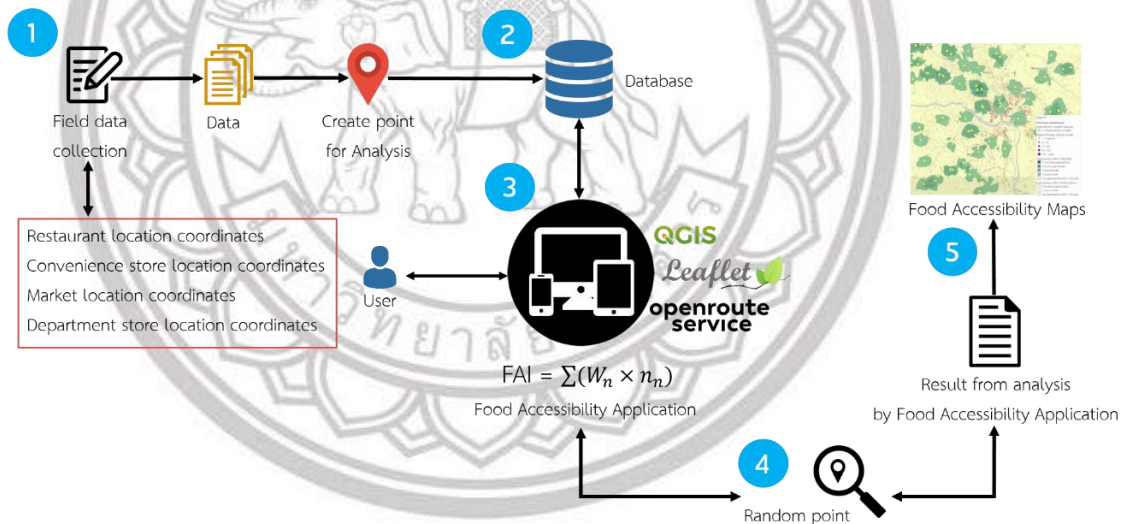 1
Field data
collection
Data
Create point
for Analysis
2
Database
Restaurant location coordinates
Convenience store location coordinates
Market location coordinates
Department store location coordinates
User
3
QGIS
Leaflet
openroute
service
FAI = ∑(Wₙ × nₙ)
Food Accessibility Application
4
Random point
Result from analysis
by Food Accessibility Application
5
Food Accessibility Maps